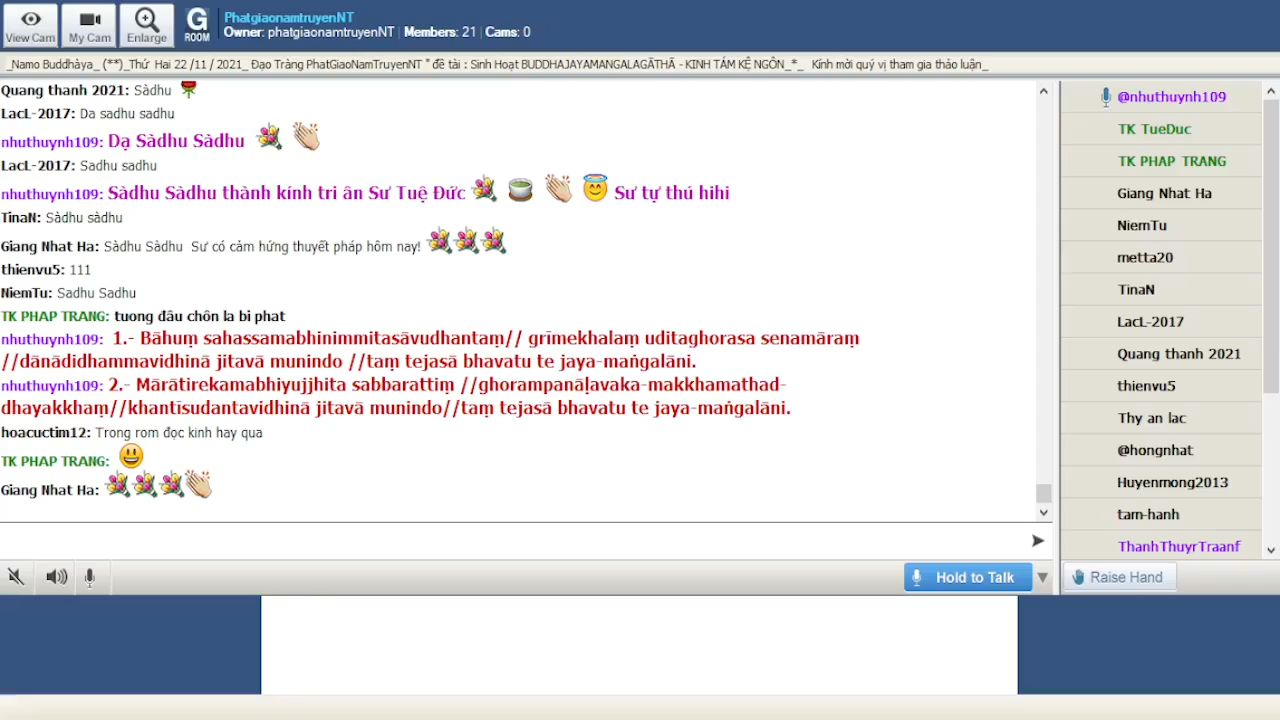 View Cam
My Cam
Enlarge
G
ROOM
PhatgiaonamtruyenNT
Owner: phatgiaonamtruyenNT | Members: 21 | Cams: 0
_Namo Buddhàya_ (**)_Thứ Hai 22 /11 / 2021_ Đạo Tràng PhatGiaoNamTruyenNT " đề tài : Sinh Hoạt BUDDHAJAYAMANGALAGĀTHĀ - KINH TÁM KỆ NGÔN_*_ Kính mời quý vị tham gia thảo luận_
Quang thanh 2021: Sàdhu
LacL-2017: Da sadhu sadhu
nhuthuynh109: Dạ Sàdhu Sàdhu
LacL-2017: Sadhu sadhu
nhuthuynh109: Sàdhu Sàdhu thành kính tri ân Sư Tuệ Đức Sư tự thú hihi
TinaN: Sàdhu sàdhu
Giang Nhat Ha: Sàdhu Sàdhu Sư có cảm hứng thuyết pháp hôm nay!
thienvu5: 111
NiemTu: Sadhu Sadhu
TK PHAP TRANG: tuong đâu chôn la bi phat
nhuthuynh109: 1.- Bāhuṃ sahassamabhinimmitasāvudhantaṃ// grīmekhalaṃ uditaghorasa senamāraṃ
//dānādidhammavidhinā jitavā munindo //taṃ tejasā bhavatu te jaya-maṅgalāni.
nhuthuynh109: 2.- Mārātirekamabhiyujjhita sabbarattiṃ //ghorampanāḷavaka-makkhamathad-
dhayakkhaṃ//khantīsudantavidhinā jitavā munindo//taṃ tejasā bhavatu te jaya-maṅgalāni.
hoacuctim12: Trong rom đọc kinh hay qua
TK PHAP TRANG:
Giang Nhat Ha:
@nhuthuynh109
TK TueDuc
TK PHAP TRANG
Giang Nhat Ha
NiemTu
metta20
TinaN
LacL-2017
Quang thanh 2021
thienvu5
Thy an lac
@hongnhat
Huyenmong2013
tam-hanh
ThanhThuyrTraanf
Hold to Talk
Raise Hand